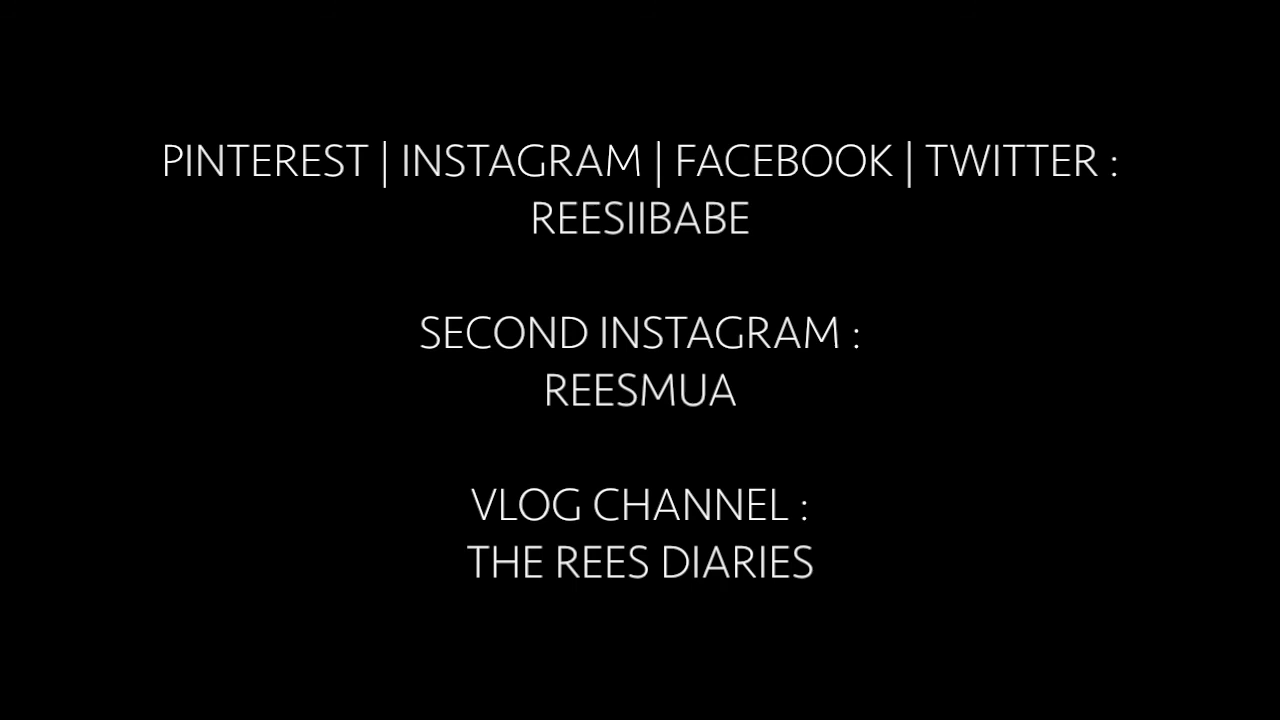 PINTEREST | INSTAGRAM | FACEBOOK | TWITTER :
REESIIBABE
SECOND INSTAGRAM :
REESMUA
VLOG CHANNEL :
THE REES DIARIES